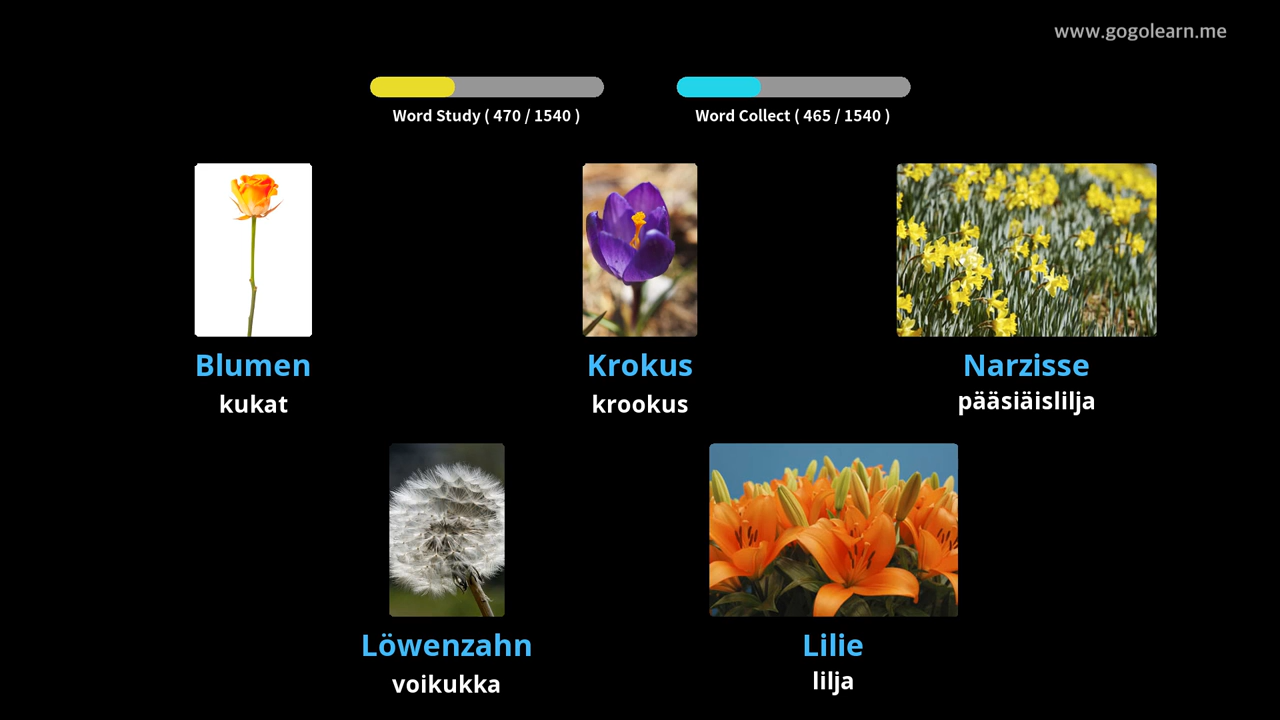 www.gogolearn.me
Word Study ( 470 / 1540 )
Word Collect ( 465 / 1540 )
Blumen
kukat
Krokus
krookus
Narzisse
pääsiäislilja
Löwenzahn
voikukka
Lilie
lilja